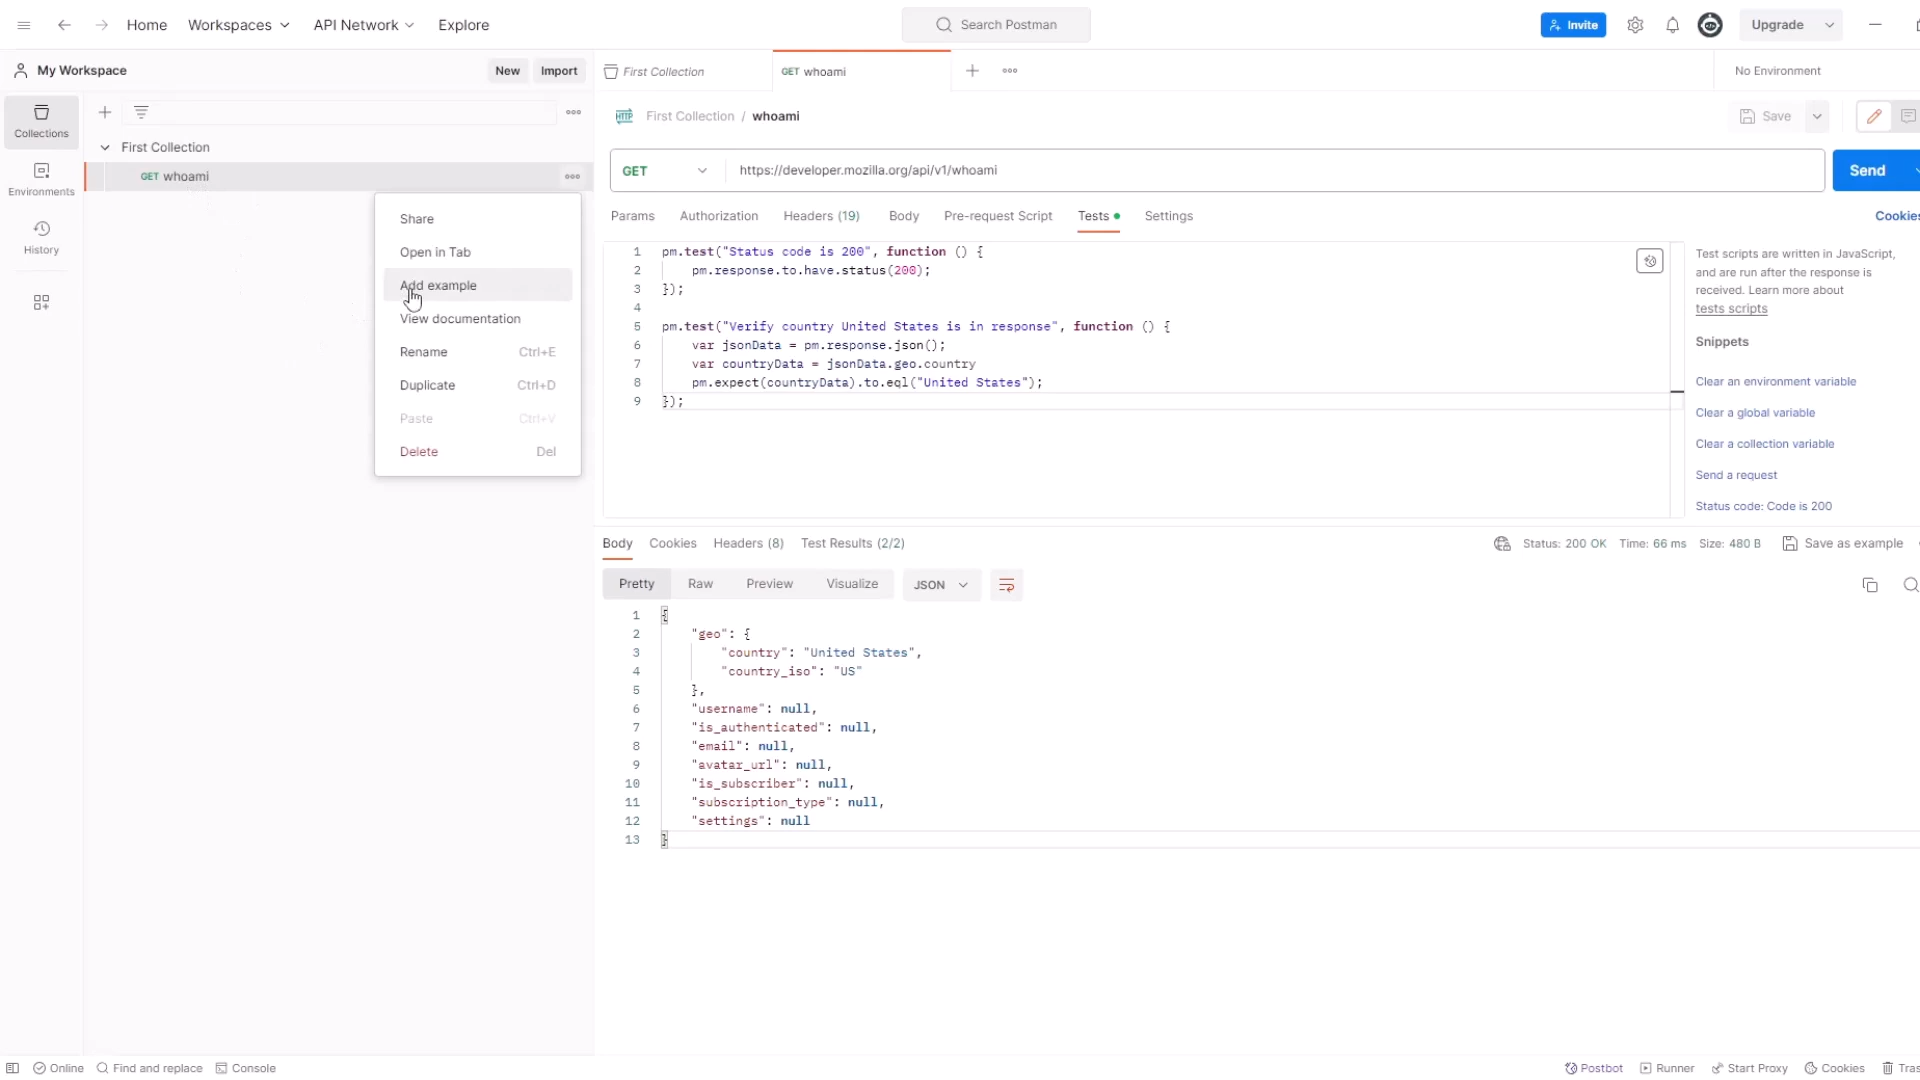 Home Workspaces API Network Explore Search Postman Invite Upgrade
My Workspace New Import First Collection GET whoami No Environment
Collections
Environments
History
First Collection
GET whoami
Share
Open in Tab
Add example
View documentation
Rename Ctrl+E
Duplicate Ctrl+D
Paste Ctrl+V
Delete Del
HTTP First Collection / whoami Save
GET https://developer.mozilla.org/api/v1/whoami Send
Params Authorization Headers (19) Body Pre-request Script Tests Settings Cookies
1 pm.test("Status code is 200", function () {
2 pm.response.to.have.status(200);
3 });
4
5 pm.test("Verify country United States is in response", function () {
6 var jsonData = pm.response.json();
7 var countryData = jsonData.geo.country
8 pm.expect(countryData).to.eql("United States");
9 });
Test scripts are written in JavaScript,
and are run after the response is
received. Learn more about
tests scripts
Snippets
Clear an environment variable
Clear a global variable
Clear a collection variable
Send a request
Status code: Code is 200
Body Cookies Headers (8) Test Results (2/2) Status: 200 OK Time: 66 ms Size: 480 B Save as example
Pretty Raw Preview Visualize JSON
1 {
2 "geo": {
3 "country": "United States",
4 "country_iso": "US"
5 },
6 "username": null,
7 "is_authenticated": null,
8 "email": null,
9 "avatar_url": null,
10 "is_subscriber": null,
11 "subscription_type": null,
12 "settings": null
13 }
Online Find and replace Console Postbot Runner Start Proxy Cookies Tras